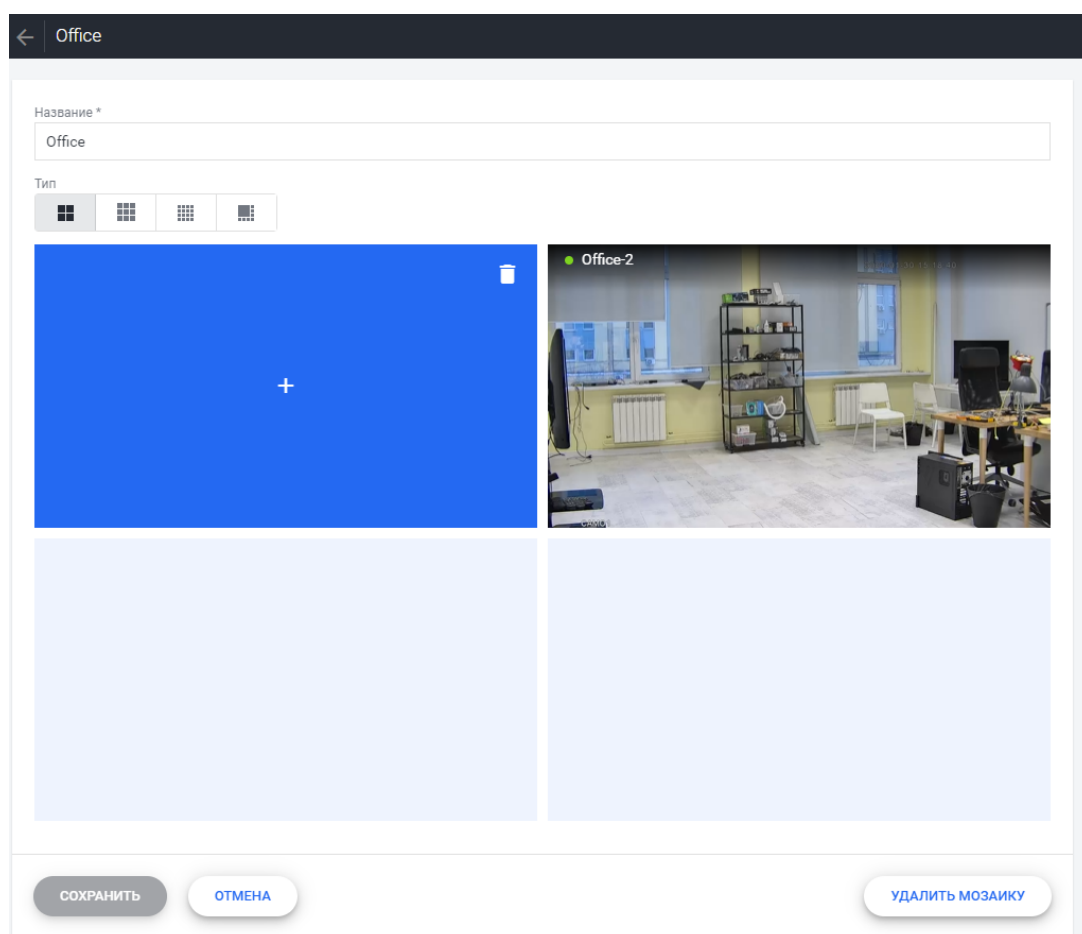 Office
Название *
Office
Тип
Office-2
СОХРАНИТЬ
ОТМЕНА
УДАЛИТЬ МОЗАИКУ